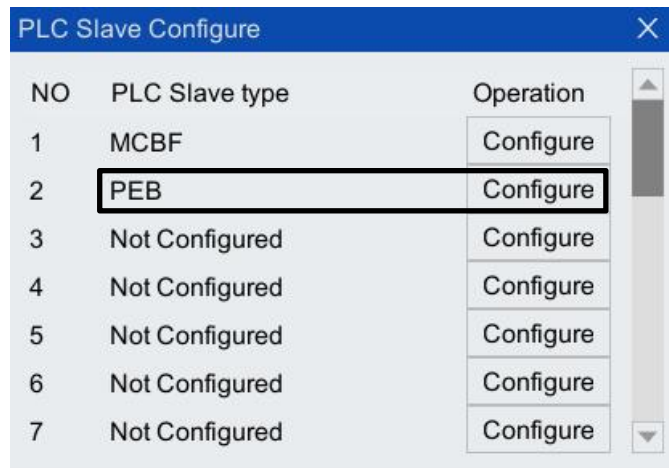 PLC Slave Configure
NO PLC Slave type Operation
1 MCBF Configure
2 PEB Configure
3 Not Configured Configure
4 Not Configured Configure
5 Not Configured Configure
6 Not Configured Configure
7 Not Configured Configure